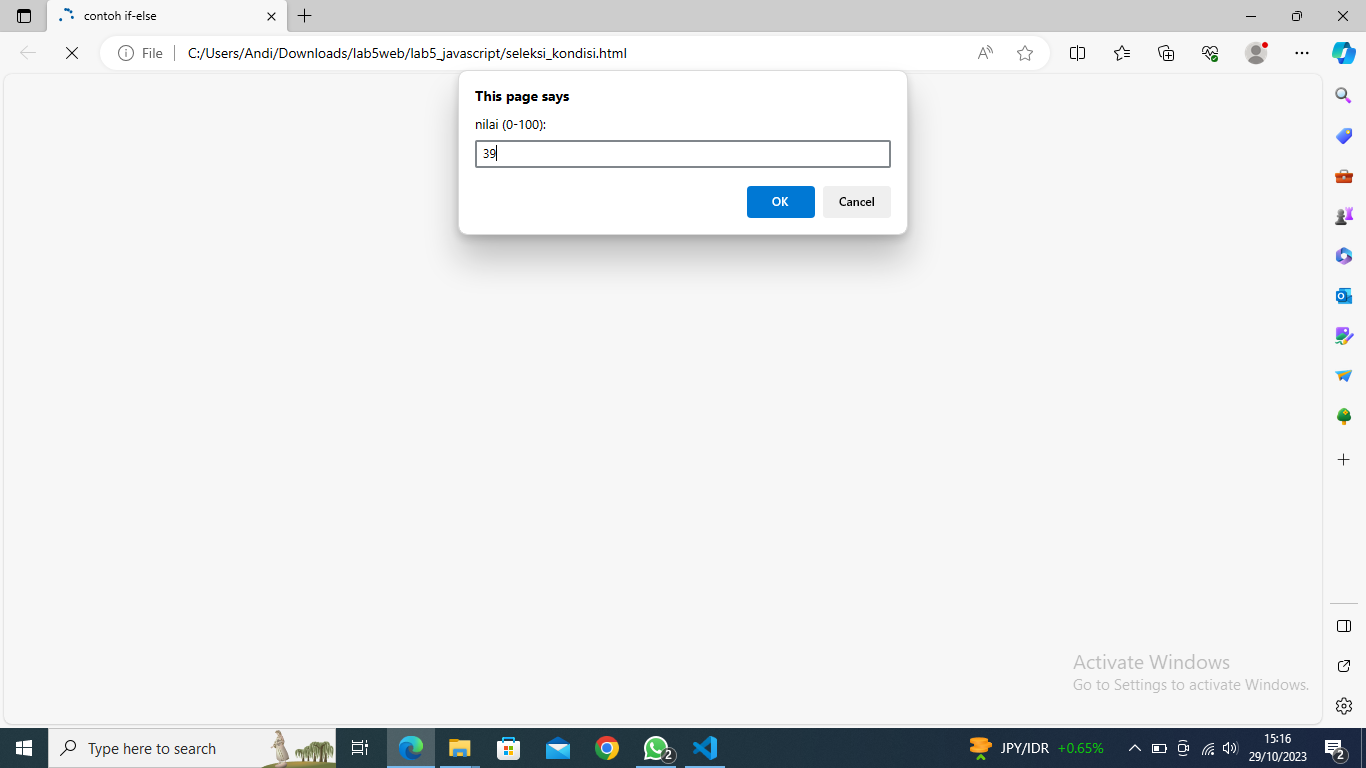 contoh if-else
File
C:/Users/Andi/Downloads/lab5web/lab5_javascript/seleksi_kondisi.html
This page says
nilai (0-100):
39
OK
Cancel
Activate Windows
Go to Settings to activate Windows.
Type here to search
2
JPY/IDR +0.65%
15:16
29/10/2023
2